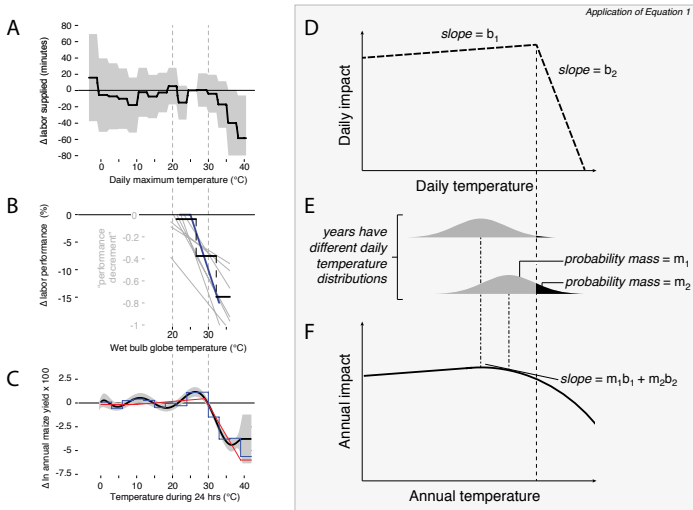 A
Δ labor supplied (minutes)
80
60
40
20
0
-20
-40
-60
-80
0
10
20
30
40
Daily maximum temperature (°C)
B
(%)
Δ labor performance
0
-5
-10
-15
"performance
decrement"
-0
-0.2
-0.4
-0.6
-0.8
-1
20
30
Wet bulb globe temperature (°C)
C
Δ ln annual maize yield x100
2.5
0
-2.5
-5
-7.5
0
10
20
30
40
Temperature during 24 hrs (°C)
Application of Equation 1
D
Daily impact
slope = b1
slope = b2
Daily temperature
E
years have
different daily
temperature
distributions
probability mass = m1
probability mass = m2
F
Annual impact
slope = m1b1 + m2b2
Annual temperature